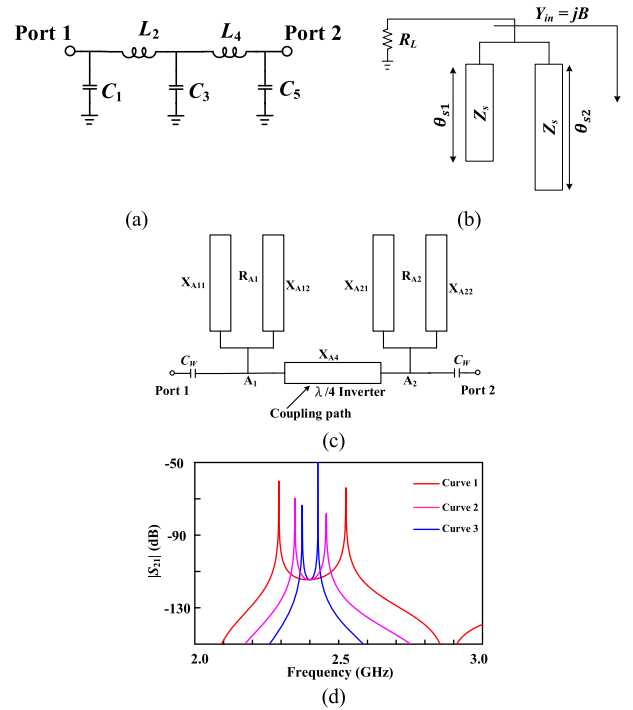 Port 1
L2
L4
Port 2
C1
C3
C5
(a)
RL
Yin = jB
θs1
Zs
Zs
θs2
(b)
XA11
RA1
XA12
XA21
RA2
XA22
CW
XA4
CW
A1
A2
Port 1
λ/4 Inverter
Port 2
Coupling path
(c)
-50
-90
-130
|S21| (dB)
Curve 1
Curve 2
Curve 3
2.0
2.5
3.0
Frequency (GHz)
(d)